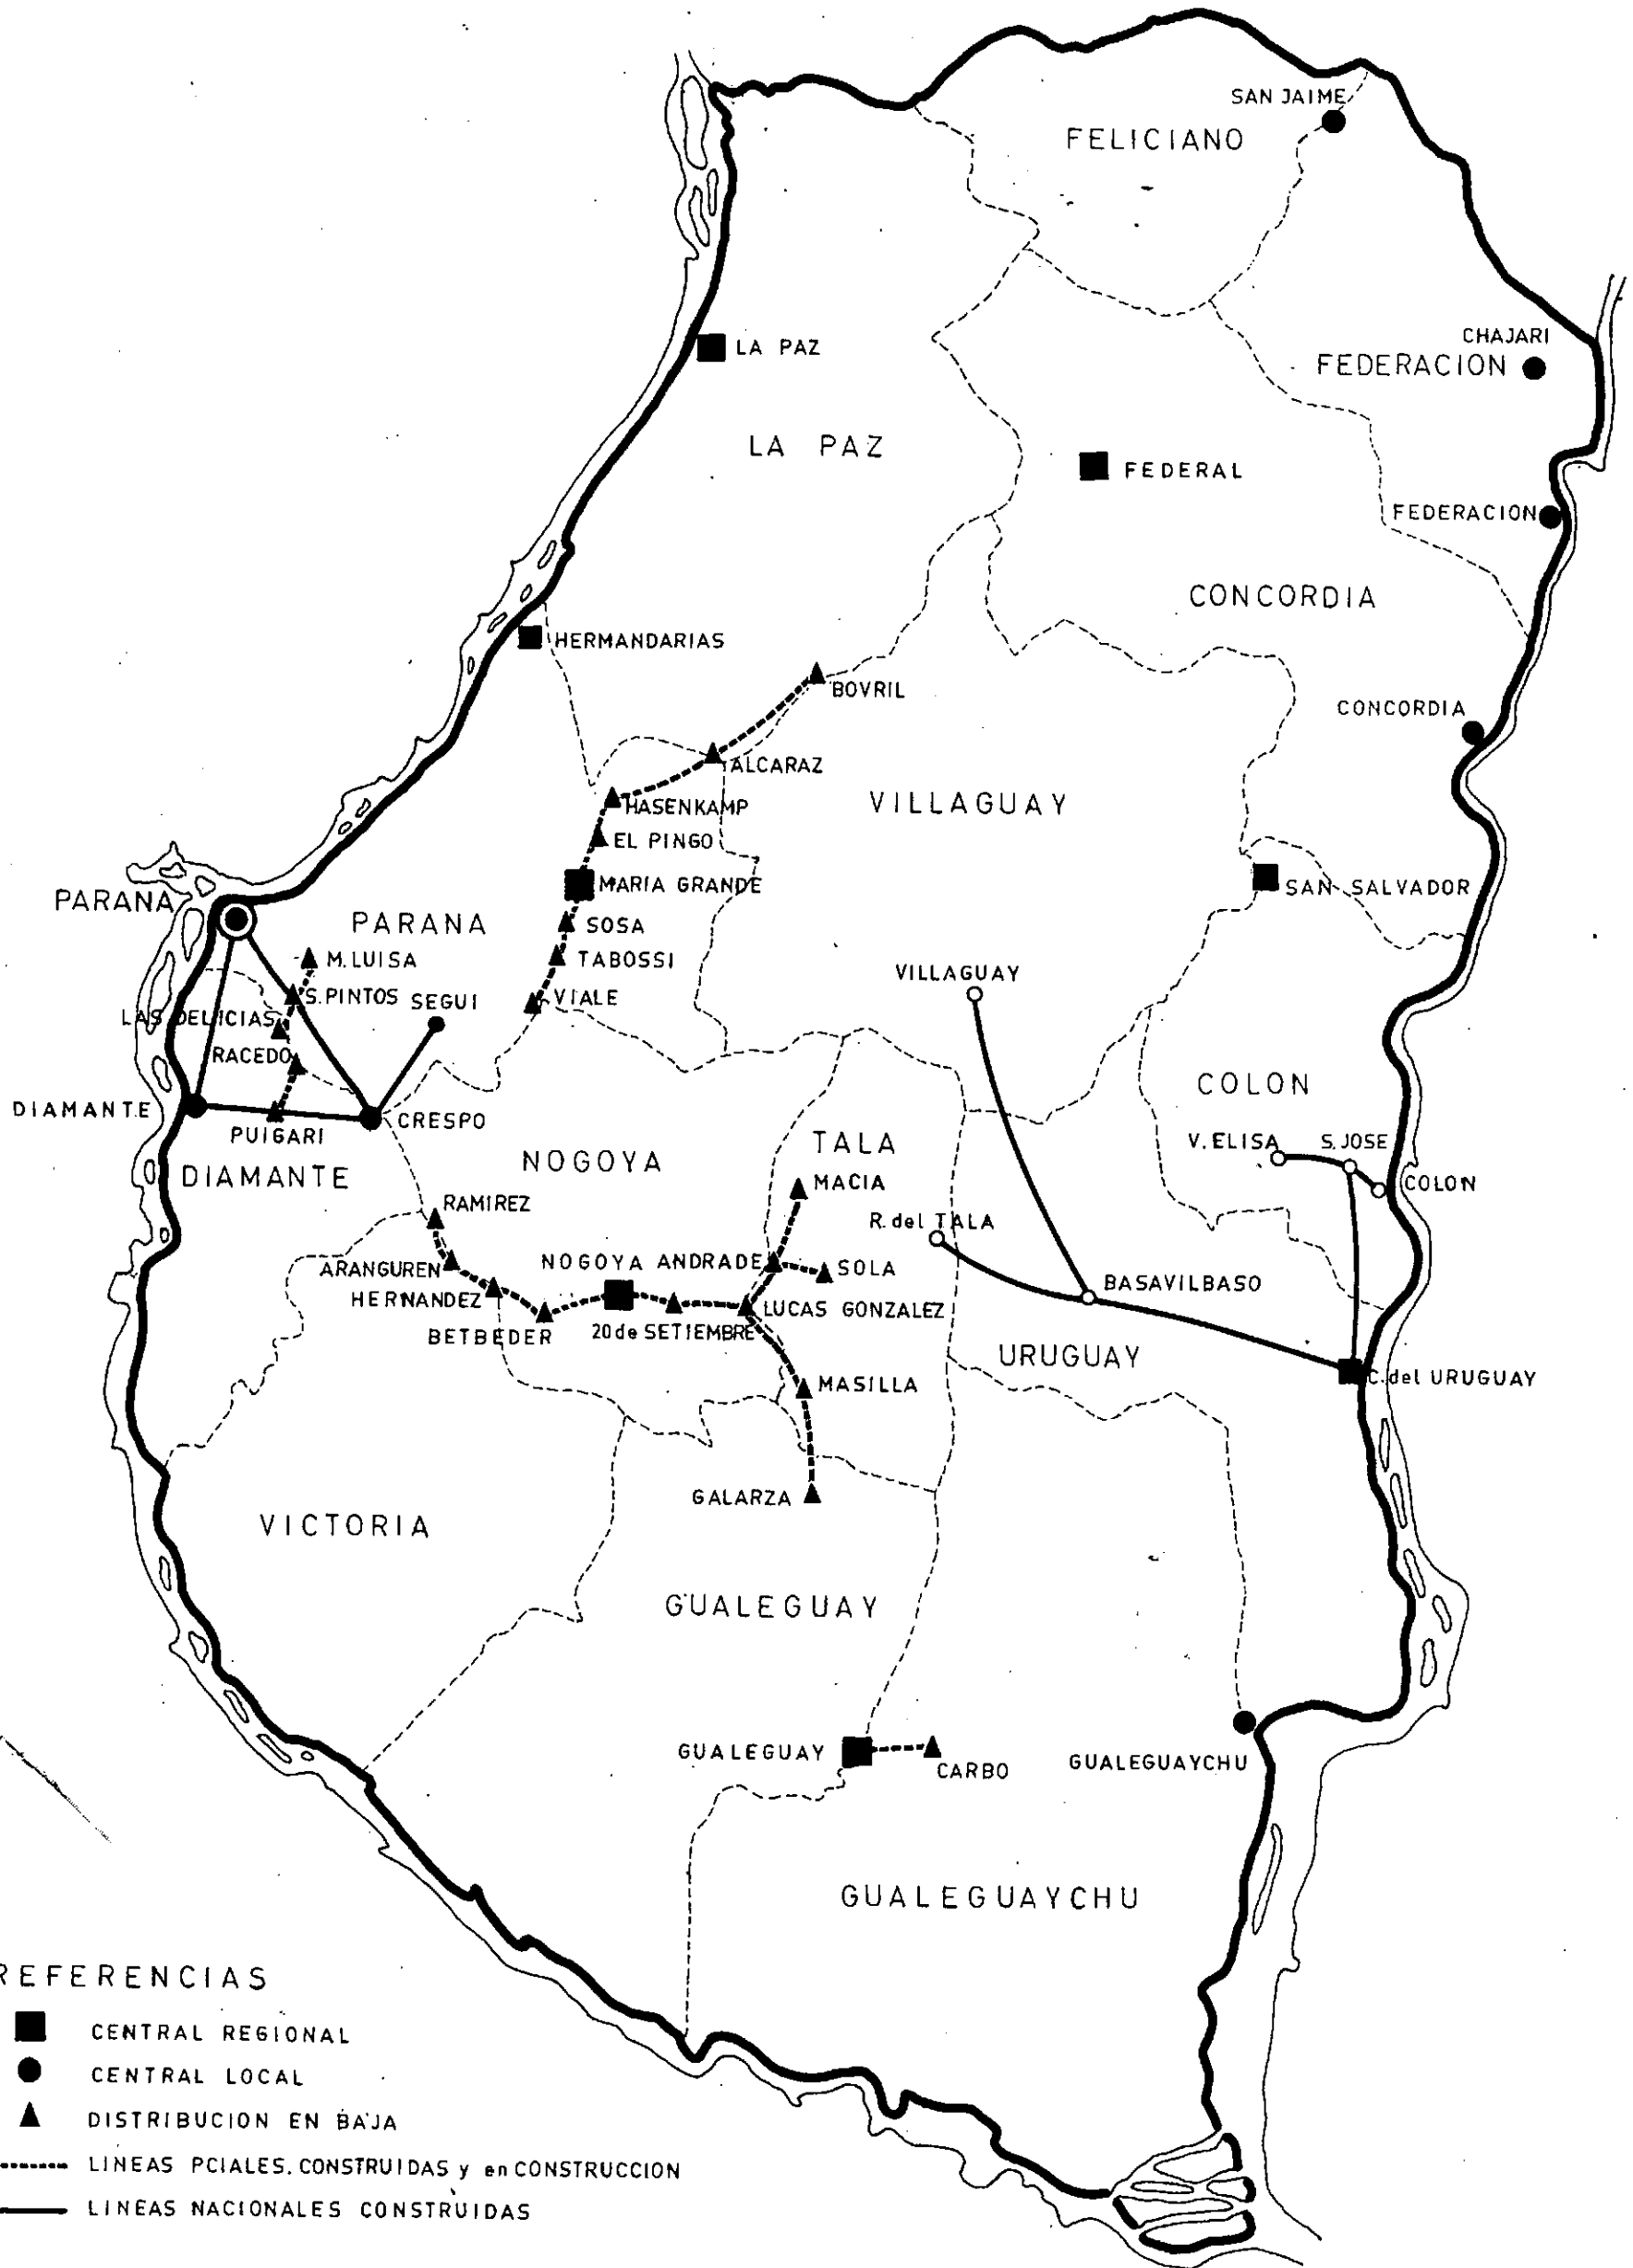 SAN JAIME
FELICIANO
CHAJARI
FEDERACION
LA PAZ
LA PAZ
FEDERAL
FEDERACION
CONCORDIA
HERMANDARIAS
BOVRIL
CONCORDIA
ALCARAZ
HASENKAMP
VILLAGUAY
EL PINGO
MARIA GRANDE
SAN SALVADOR
PARANA
PARANA
SOSA
M. LUISA
TABOSSI
VILLAGUAY
S. PINTOS
SEGUI
VIALE
LAS DELICIAS
RACEDO
COLON
DIAMANTE
CRESPO
PUIGARI
V. ELISA
S. JOSE
TALA
NOGOYA
DIAMANTE
MACIA
COLON
RAMIREZ
R. del TALA
NOGOYA
ANDRADE
ARANGUREN
SOLA
BASAVILBASO
HERNANDEZ
LUCAS GONZALEZ
BETBEDER
20 de SETIEMBRE
URUGUAY
C. del URUGUAY
MASILLA
GALARZA
VICTORIA
GUALEGUAY
GUALEGUAY
CARBO
GUALEGUAYCHU
GUALEGUAYCHU
REFERENCIAS
CENTRAL REGIONAL
CENTRAL LOCAL
DISTRIBUCION EN BAJA
LINEAS PCIALES. CONSTRUIDAS y en CONSTRUCCION
LINEAS NACIONALES CONSTRUIDAS